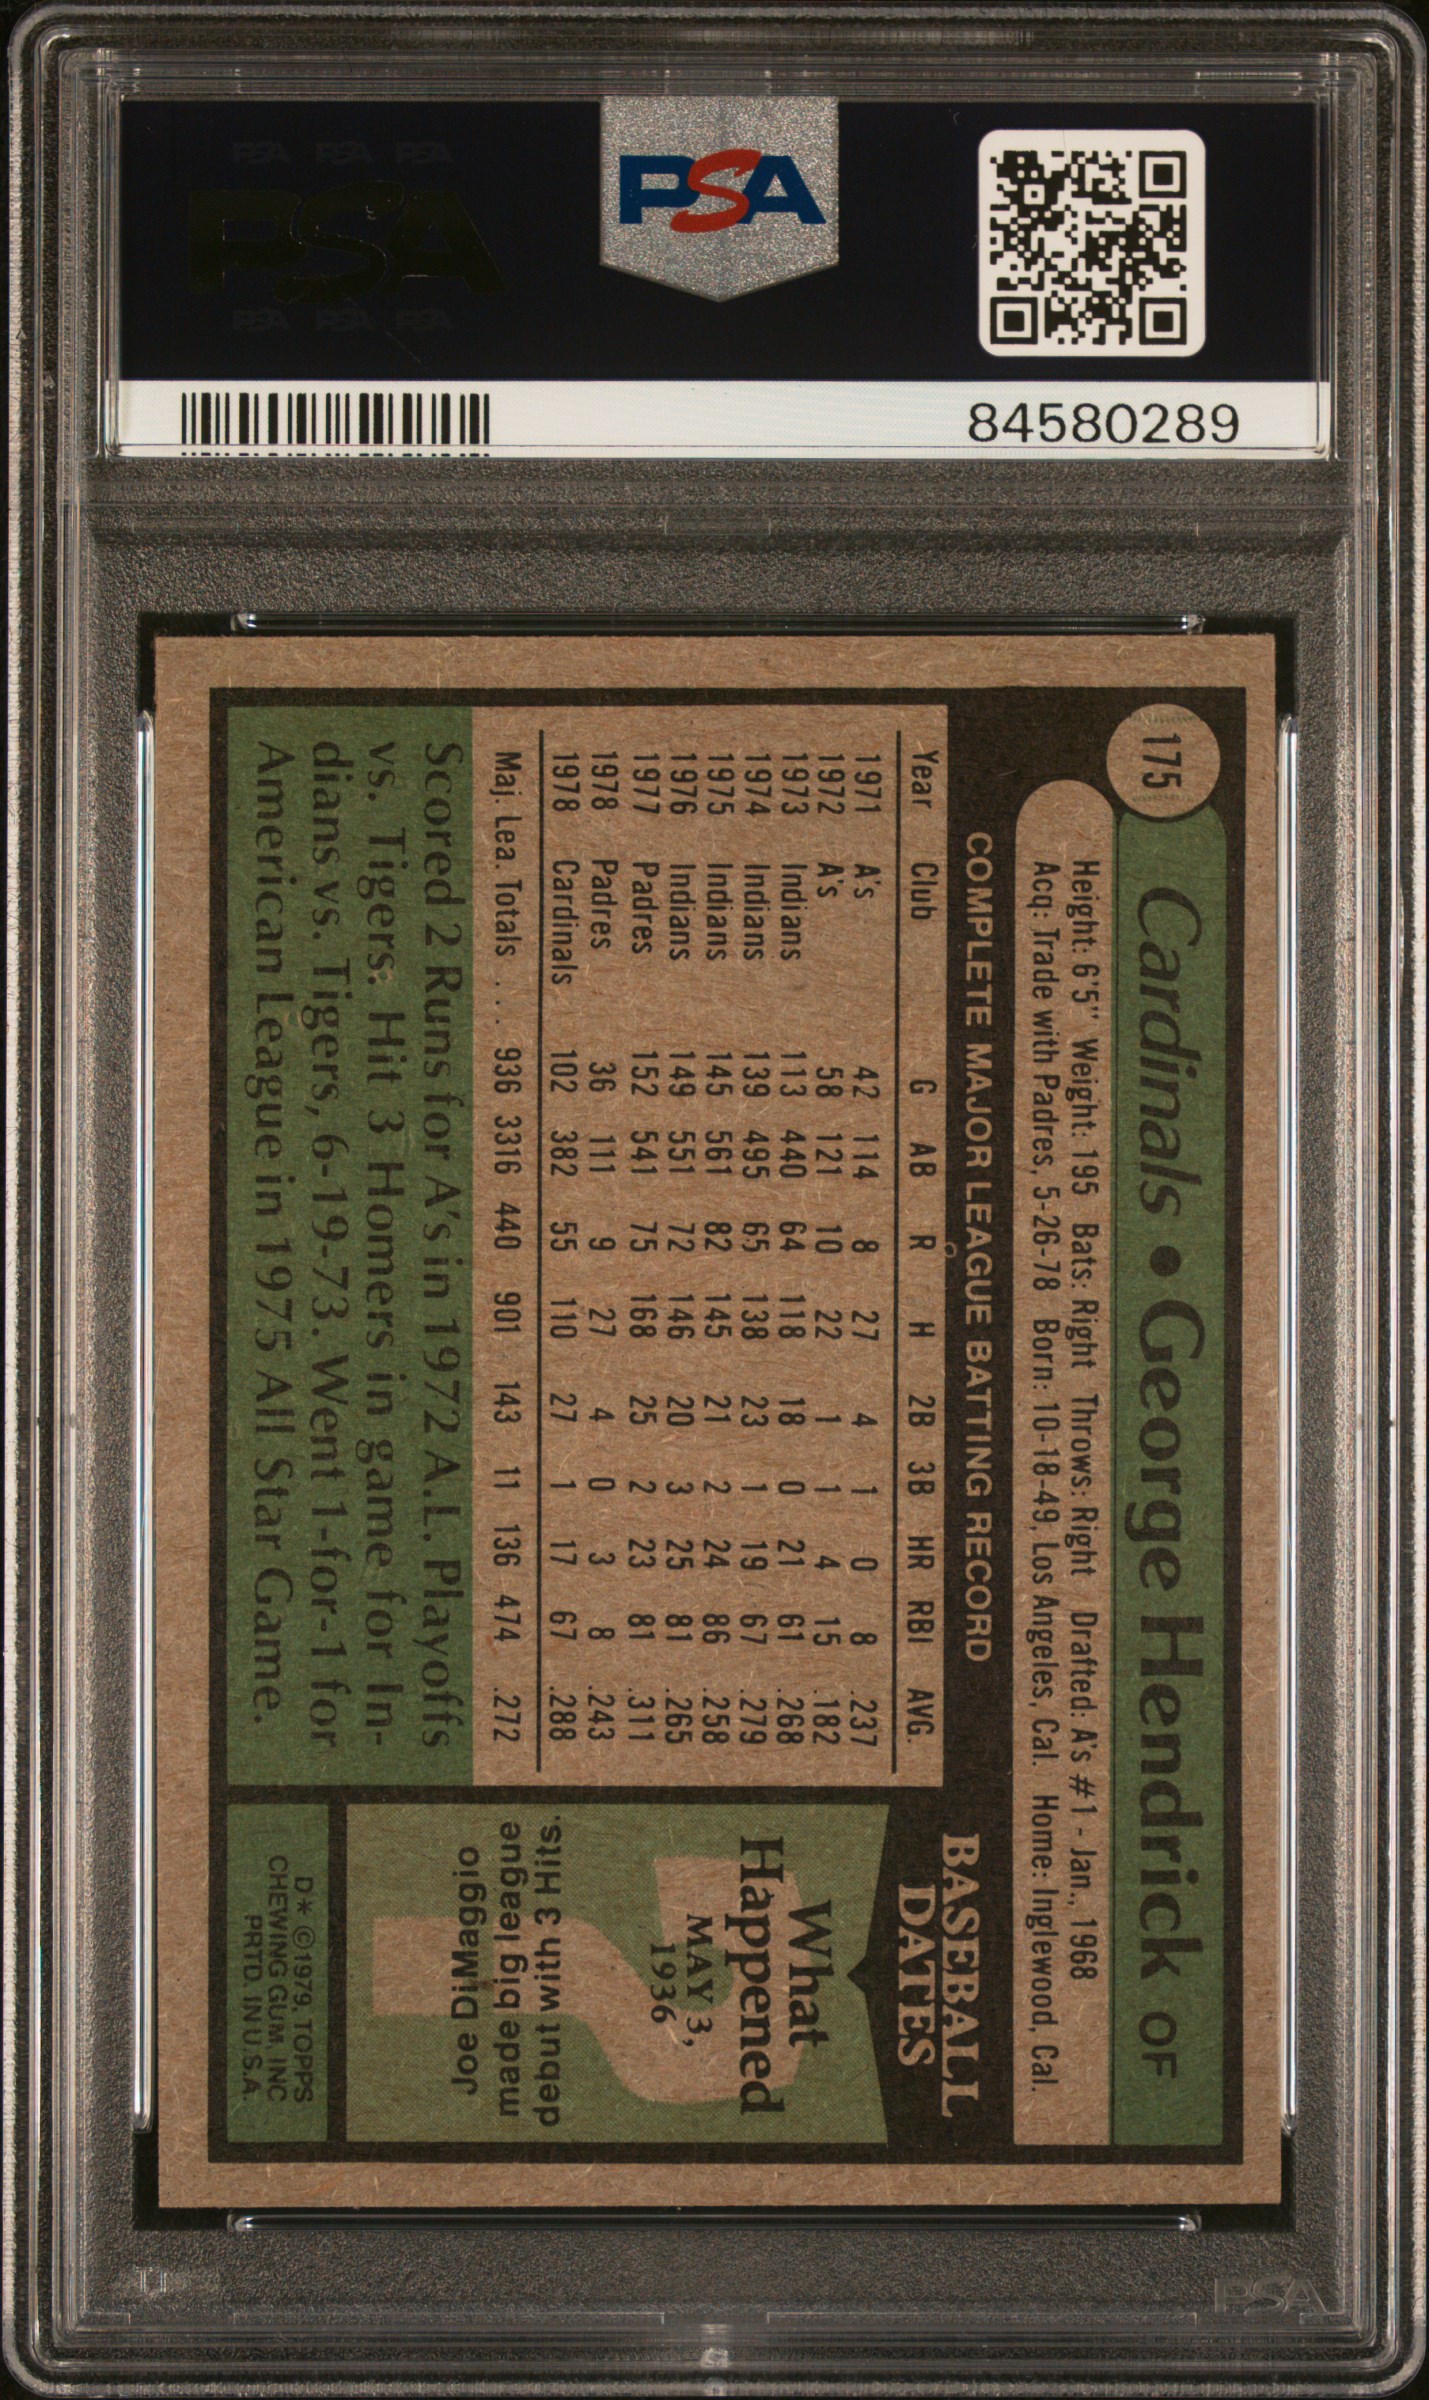 PSA PSA PSA
PSA
PSA PSA PSA
PSA
84580289
175
Cardinals • George Hendrick OF
Height: 6'5" Weight: 195 Bats: Right Throws: Right Drafted: A's #1 - Jan., 1968
Acq: Trade with Padres, 5-26-78 Born: 10-18-49, Los Angeles, Cal. Home: Inglewood, Cal.
COMPLETE MAJOR LEAGUE BATTING RECORD
Year Club G AB R H 2B 3B HR RBI AVG.
1971 A's 42 114 8 27 4 1 0 8 .237
1972 A's 58 121 10 22 1 1 4 15 .182
1973 Indians 113 440 64 118 18 0 21 61 .268
1974 Indians 139 495 65 138 23 1 19 67 .279
1975 Indians 145 561 82 145 21 2 24 86 .258
1976 Indians 149 551 72 146 20 3 25 81 .265
1977 Padres 152 541 75 168 25 2 23 81 .311
1978 Padres 36 111 9 27 4 0 3 8 .243
1978 Cardinals 102 382 55 110 27 1 17 67 .288
Maj. Lea. Totals . . . 936 3316 440 901 143 11 136 474 .272
Scored 2 Runs for A's in 1972 A.L. Playoffs
vs. Tigers. Hit 3 Homers in game for In-
dians vs. Tigers, 6-19-73. Went 1-for-1 for
American League in 1975 All Star Game.
BASEBALL
DATES
What
Happened
MAY 3,
1936
?
Joe DiMaggio
made big league
debut with 3 Hits.
D* ©1979, TOPPS
CHEWING GUM, INC
PRTD. IN U.S.A.
PSA